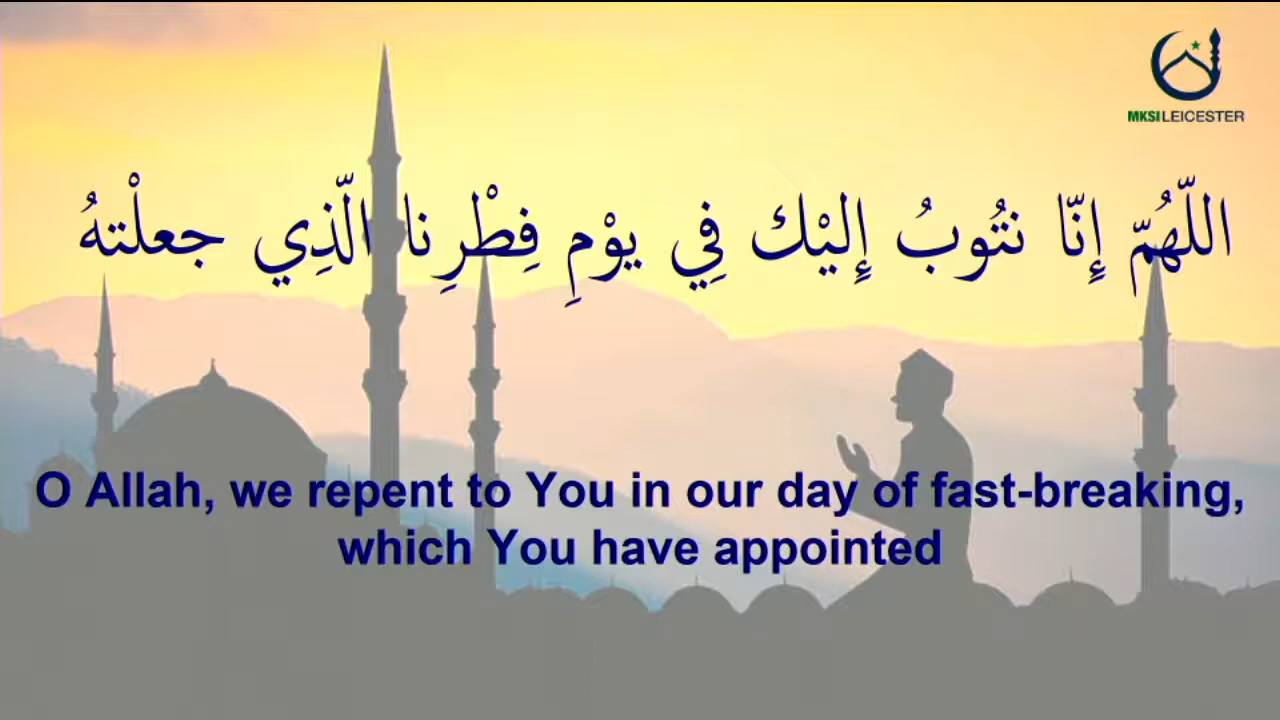 MKSI LEICESTER
اللّهُمّ إِنّا نتُوبُ إِليْك فِي يوْمِ فِطْرِنا الّذِي جعلْتهُ
O Allah, we repent to You in our day of fast-breaking,
which You have appointed